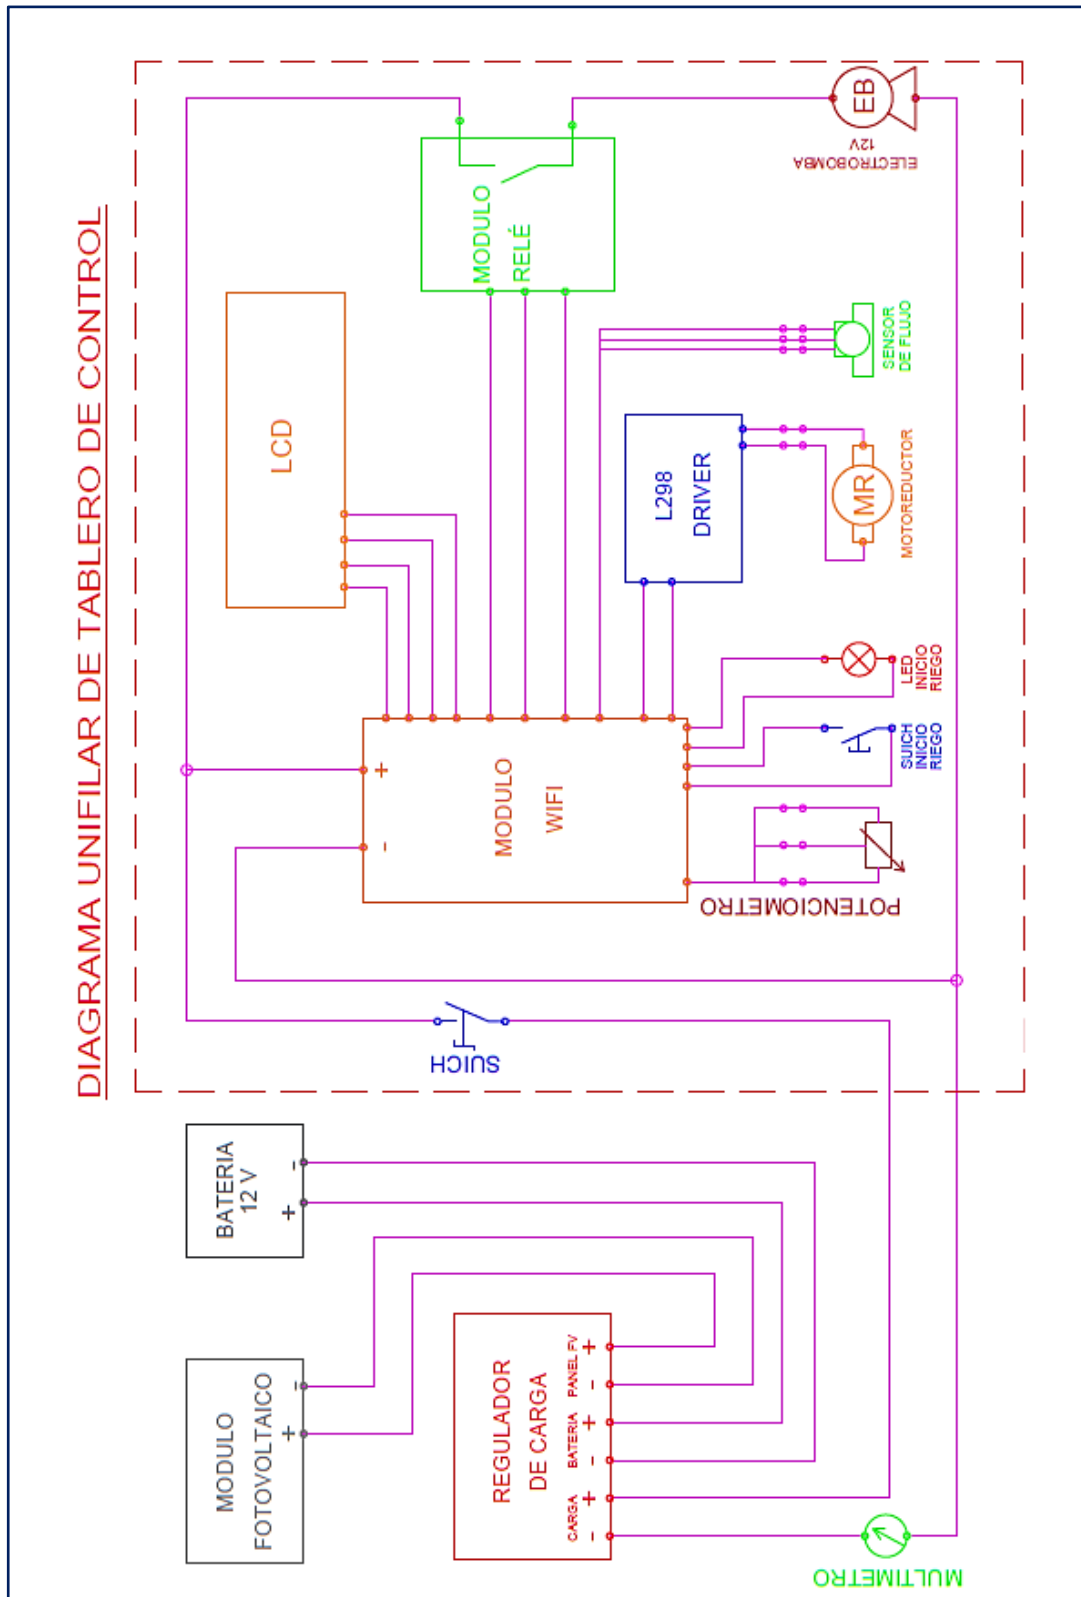 DIAGRAMA UNIFILAR DE TABLERO DE CONTROL
EB
12V
ELECTROBOMBA
MODULO
RELÉ
LCD
SENSOR
DE FLUJO
L298
DRIVER
MR
MOTOREDUCTOR
LED
INICIO
RIEGO
SUICH
INICIO
RIEGO
MODULO
WIFI
+
-
POTENCIOMETRO
SUICH
BATERIA
12 V
-
+
MODULO
FOTOVOLTAICO
-
+
REGULADOR
DE CARGA
CARGA
- +
BATERIA
- +
PANEL FV
- +
MULTIMETRO